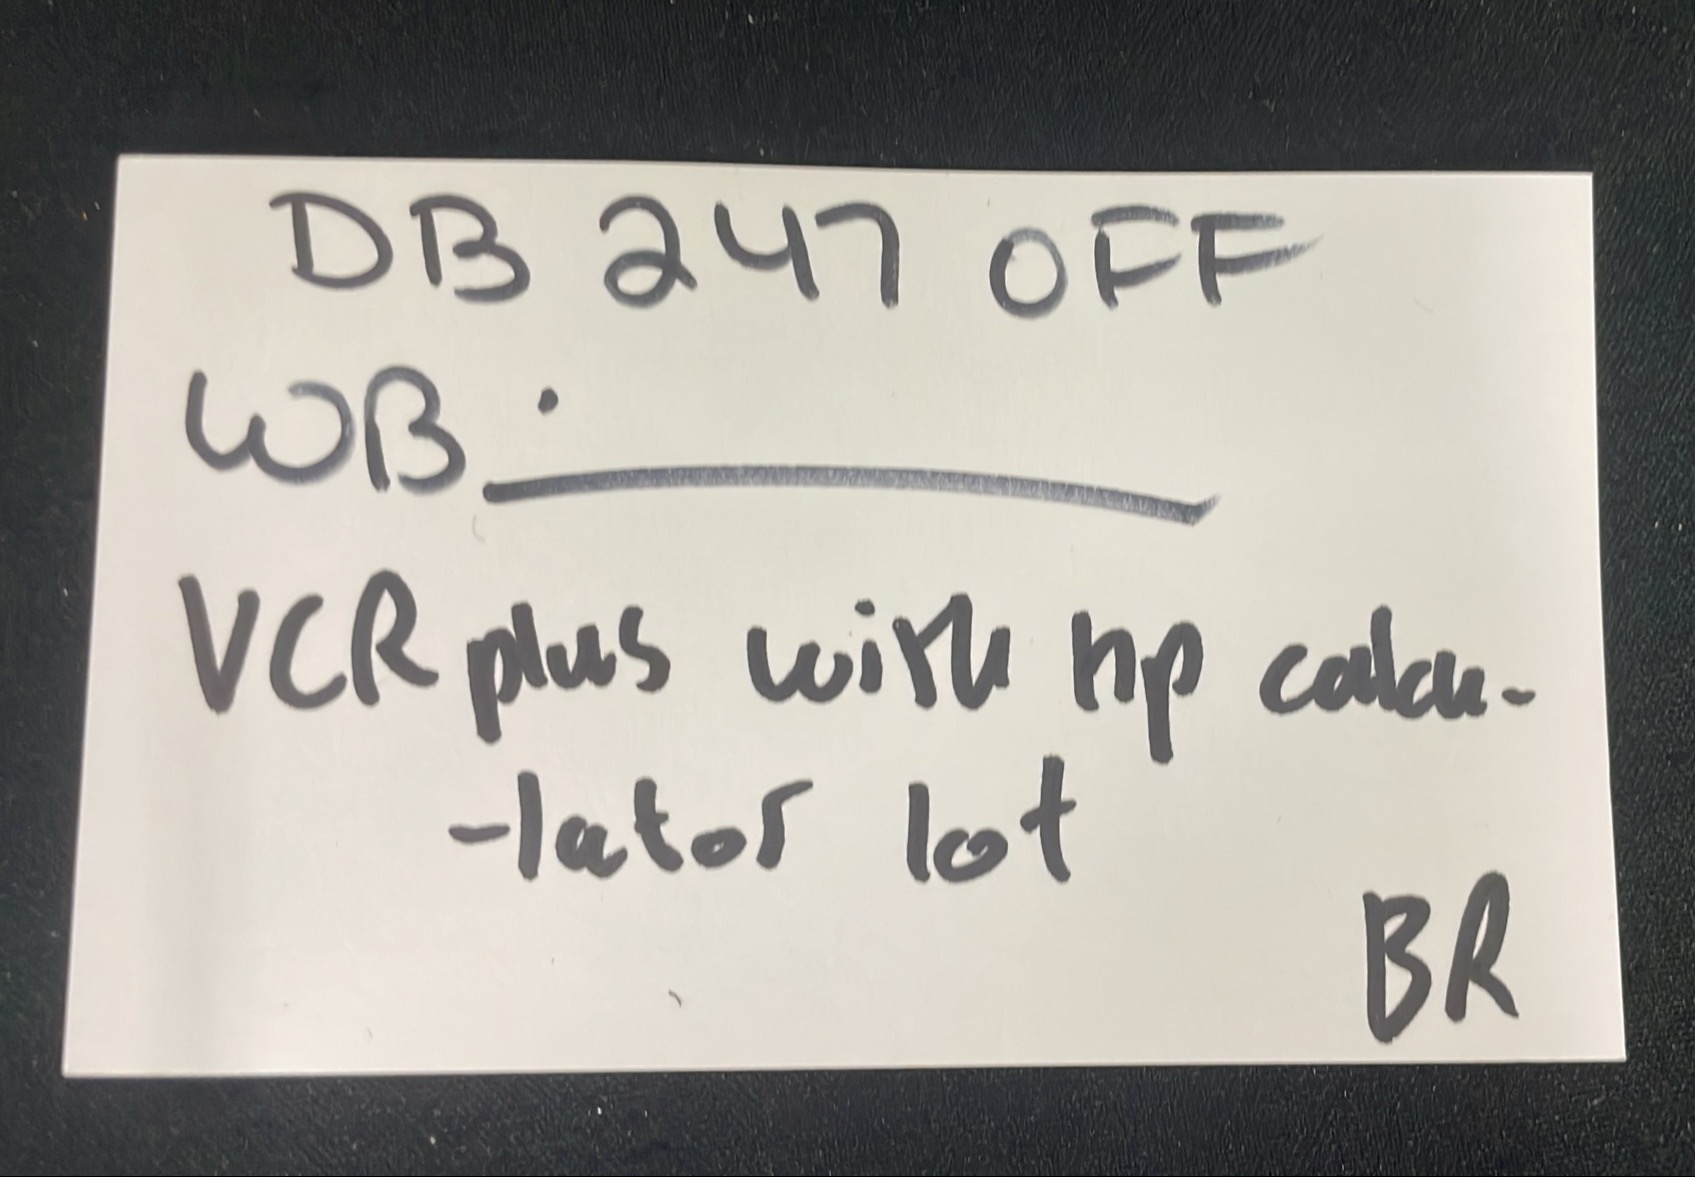 DB 247 OFF
WB.
VCR plus with hp calcu-
-lator lot
BR